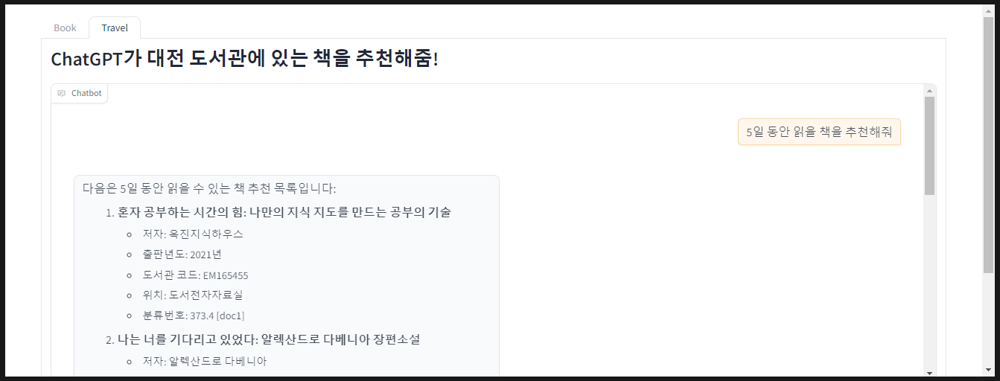 Book
Travel
ChatGPT가 대전 도서관에 있는 책을 추천해줌!
Chatbot
5일 동안 읽을 책을 추천해줘
다음은 5일 동안 읽을 수 있는 책 추천 목록입니다:
1. 혼자 공부하는 시간의 힘: 나만의 지식 지도를 만드는 공부의 기술
저자: 옥진지식하우스
출판년도: 2021년
도서관 코드: EM165455
위치: 도서전자자료실
분류번호: 373.4 [doc1]
2. 나는 너를 기다리고 있었다: 알렉산드로 다베니아 장편소설
저자: 알렉산드로 다베니아